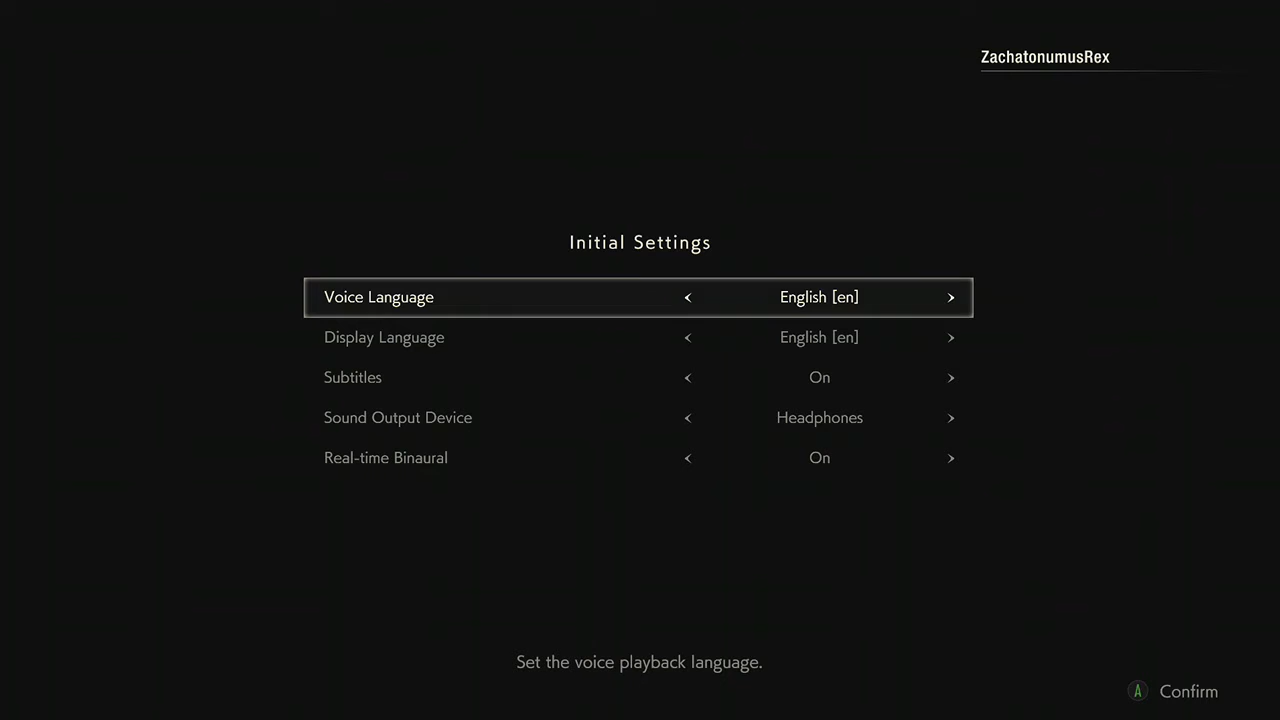 ZachatonumusRex
Initial Settings
Voice Language < English [en] >
Display Language < English [en] >
Subtitles < On >
Sound Output Device < Headphones >
Real-time Binaural < On >
Set the voice playback language.
A Confirm